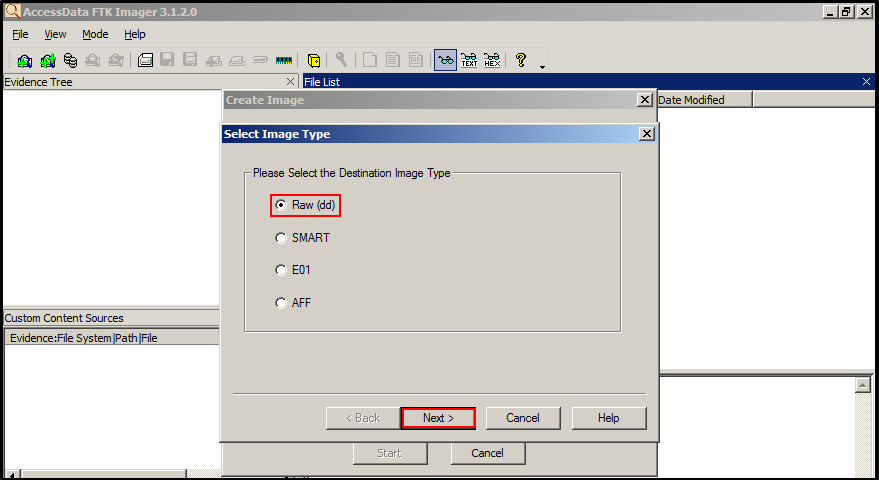 AccessData FTK Imager 3.1.2.0
File View Mode Help
TEXT HEX
Evidence Tree
File List
Create Image
Date Modified
Select Image Type
Please Select the Destination Image Type
Raw (dd)
SMART
E01
AFF
Custom Content Sources
Evidence:File System|Path|File
< Back Next > Cancel Help
Start Cancel